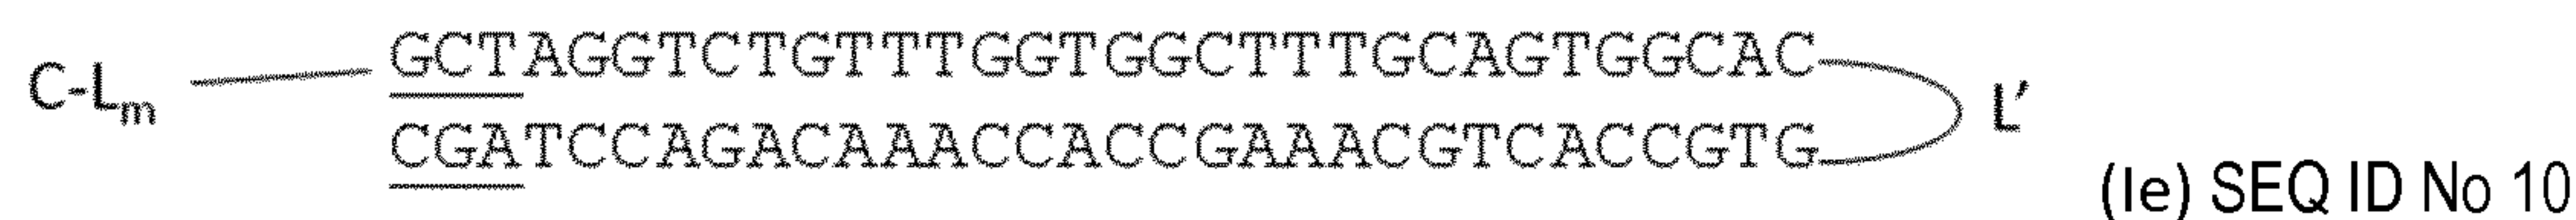 GCTAGGTCTGTTTGGTGGCTTTGCAGTGGCAC
C-Lm L’
CGATCCAGACAAACCACCGAAACGTCACCGTG
(Ie) SEQ ID No 10